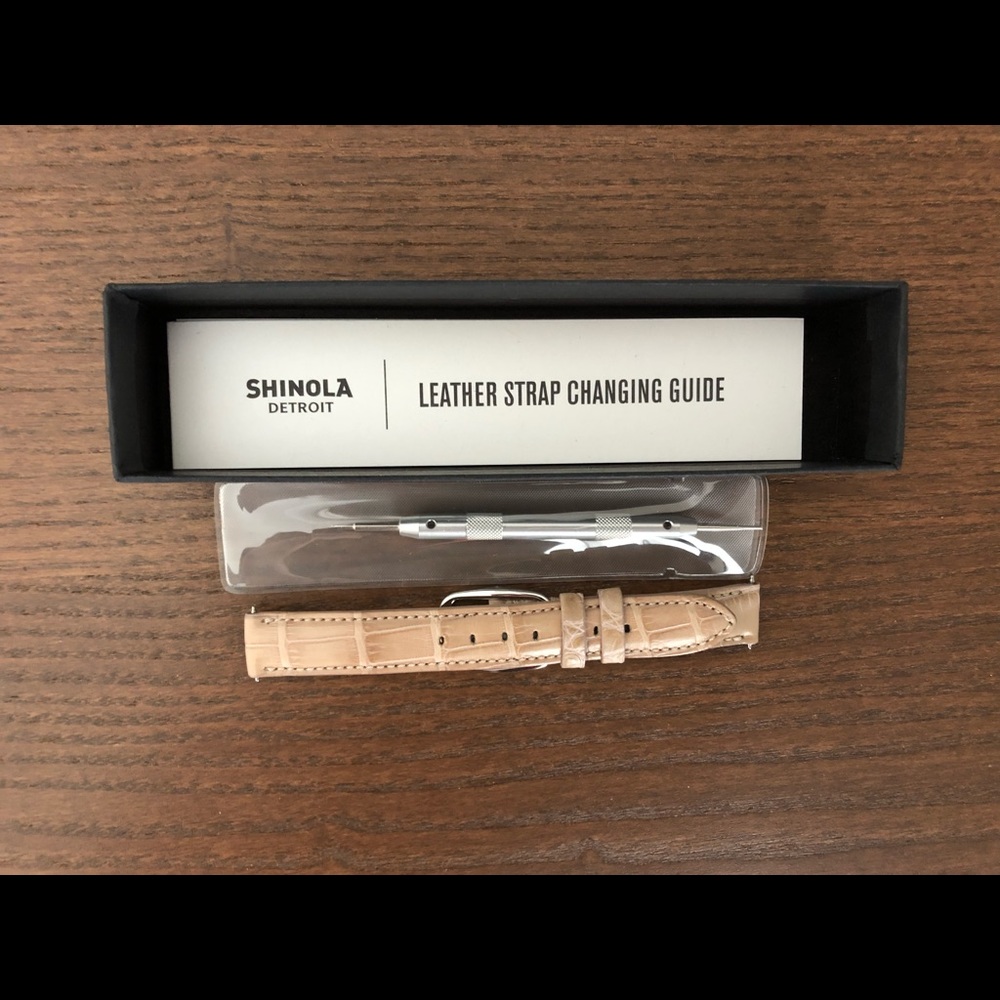 SHINOLA
DETROIT
LEATHER STRAP CHANGING GUIDE